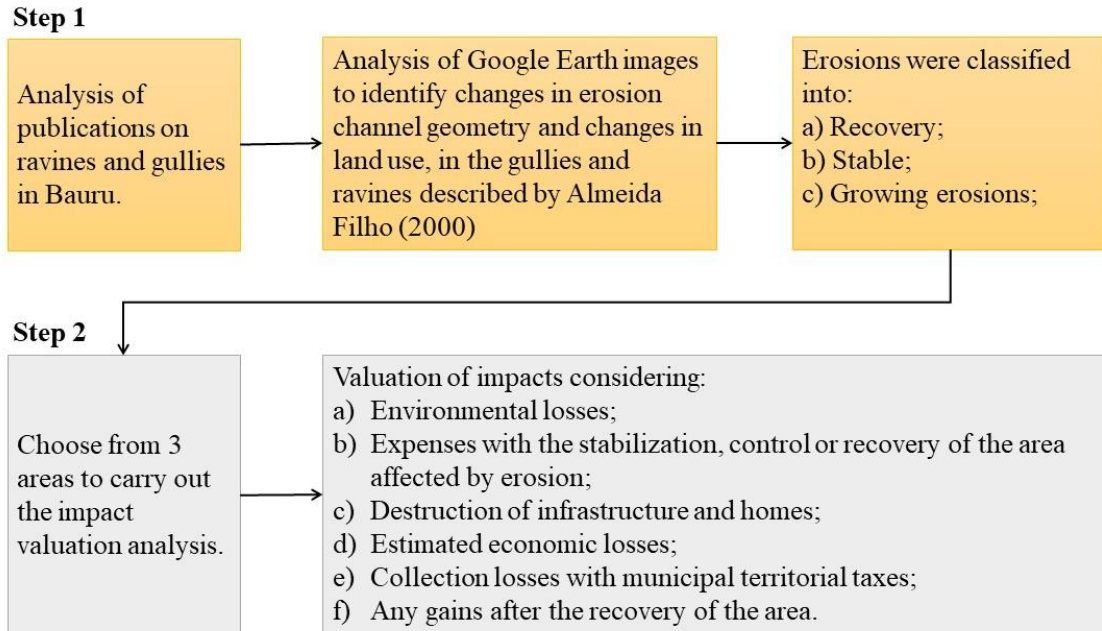 Step 1
Analysis of
publications on
ravines and gullies
in Bauru.
Analysis of Google Earth images
to identify changes in erosion
channel geometry and changes in
land use, in the gullies and
ravines described by Almeida
Filho (2000)
Erosions were classified
into:
a) Recovery;
b) Stable;
c) Growing erosions;
Step 2
Choose from 3
areas to carry out
the impact
valuation analysis.
Valuation of impacts considering:
a) Environmental losses;
b) Expenses with the stabilization, control or recovery of the area
affected by erosion;
c) Destruction of infrastructure and homes;
d) Estimated economic losses;
e) Collection losses with municipal territorial taxes;
f) Any gains after the recovery of the area.